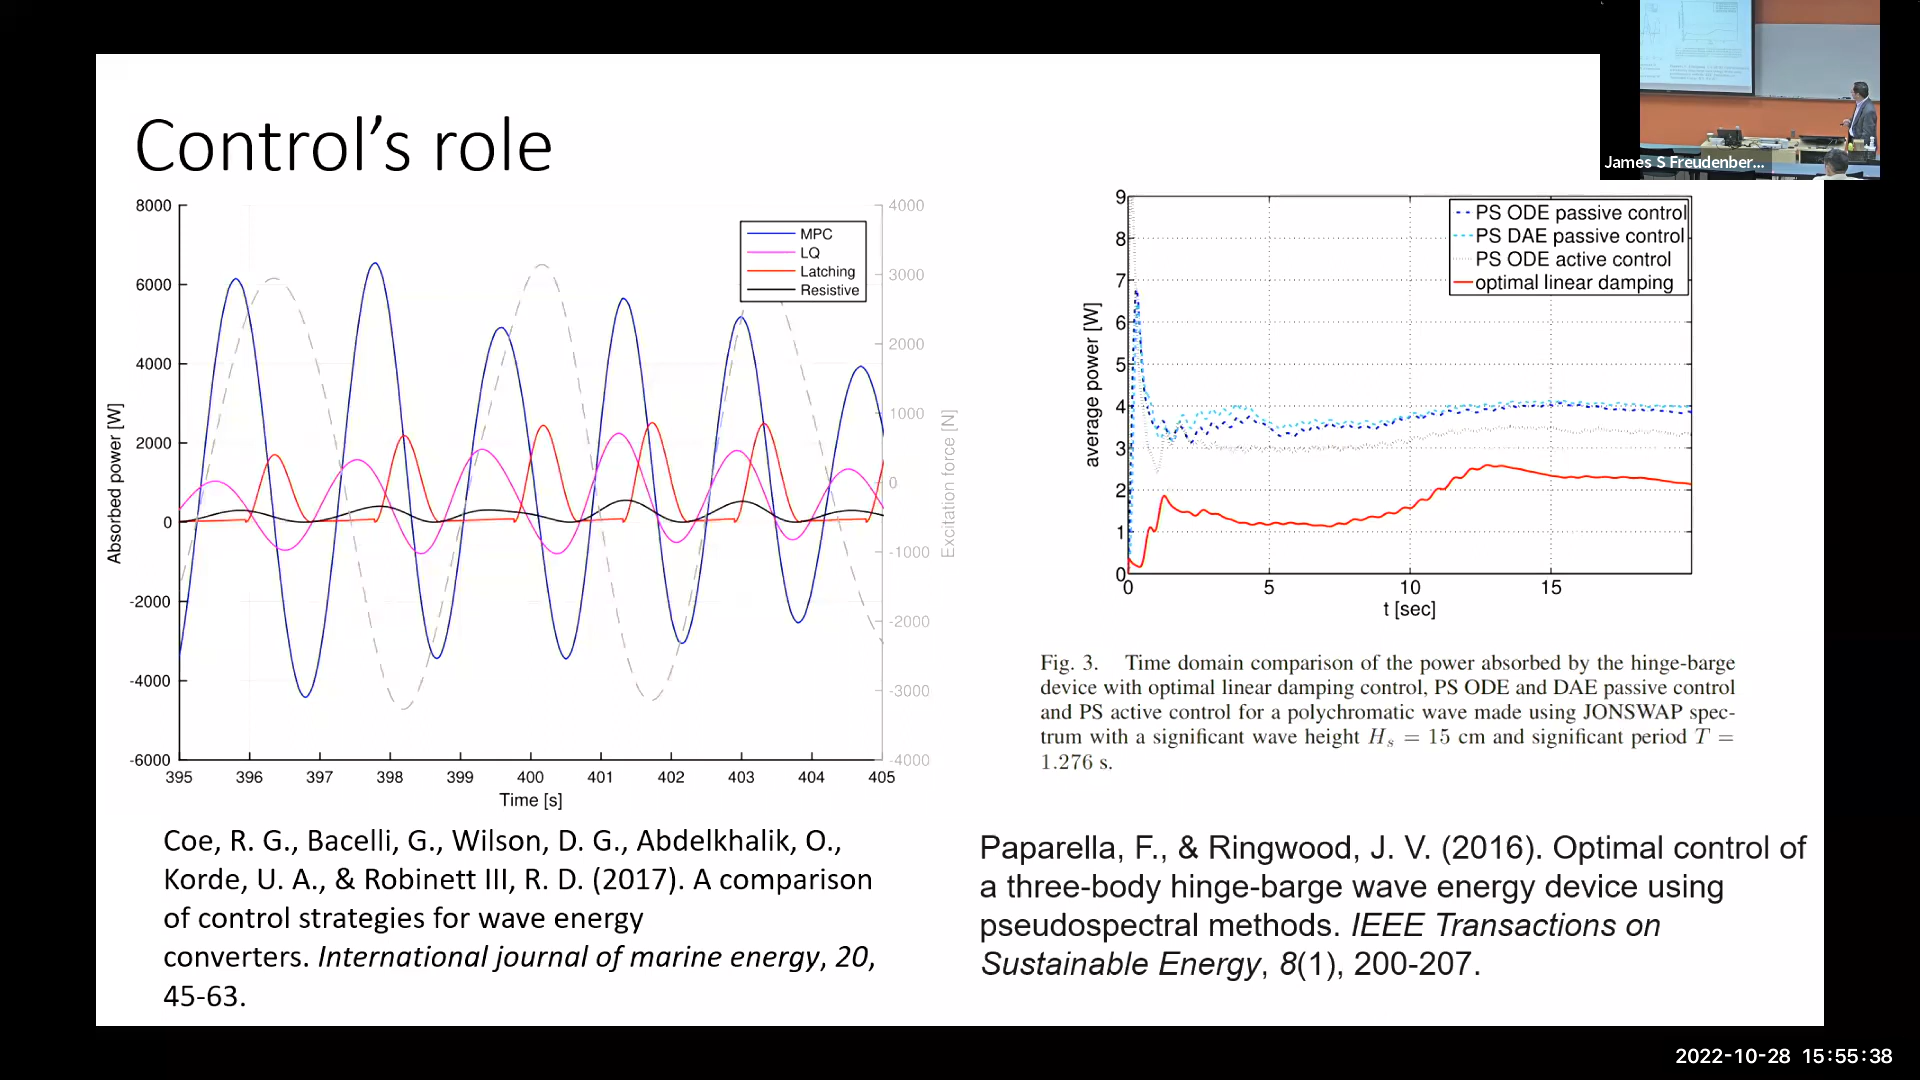 Control's role
8000
6000
4000
2000
0
-2000
-4000
-6000
Absorbed power [W]
395 396 397 398 399 400 401 402 403 404 405
Time [s]
4000
3000
2000
1000
0
-1000
-2000
-3000
-4000
Excitation force [N]
MPC
LQ
Latching
Resistive
Coe, R. G., Bacelli, G., Wilson, D. G., Abdelkhalik, O.,
Korde, U. A., & Robinett III, R. D. (2017). A comparison
of control strategies for wave energy
converters. International journal of marine energy, 20,
45-63.
James S Freudenber...
9
8
7
6
5
4
3
2
1
0
average power [W]
0 5 10 15
t [sec]
PS ODE passive control
PS DAE passive control
PS ODE active control
optimal linear damping
Fig. 3. Time domain comparison of the power absorbed by the hinge-barge
device with optimal linear damping control, PS ODE and DAE passive control
and PS active control for a polychromatic wave made using JONSWAP spec-
trum with a significant wave height Hs = 15 cm and significant period T =
1.276 s.
Paparella, F., & Ringwood, J. V. (2016). Optimal control of
a three-body hinge-barge wave energy device using
pseudospectral methods. IEEE Transactions on
Sustainable Energy, 8(1), 200-207.
2022-10-28 15:55:38